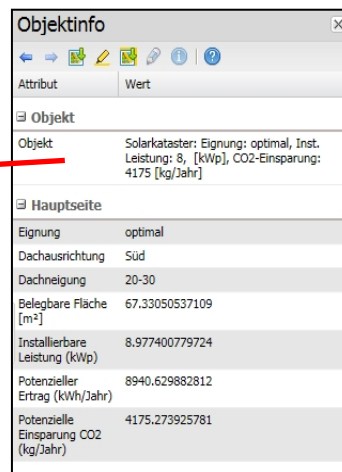 Objektinfo
Attribut Wert
Objekt
Objekt Solarkataster: Eignung: optimal, Inst.
Leistung: 8, [kWp], CO2-Einsparung:
4175 [kg/Jahr]
Hauptseite
Eignung optimal
Dachausrichtung Süd
Dachneigung 20-30
Belegbare Fläche 67.33050537109
[m²]
Installierbare 8.977400779724
Leistung (kWp)
Potenzieller 8940.629882812
Ertrag (kWh/Jahr)
Potenzielle 4175.273925781
Einsparung CO2
(kg/Jahr)